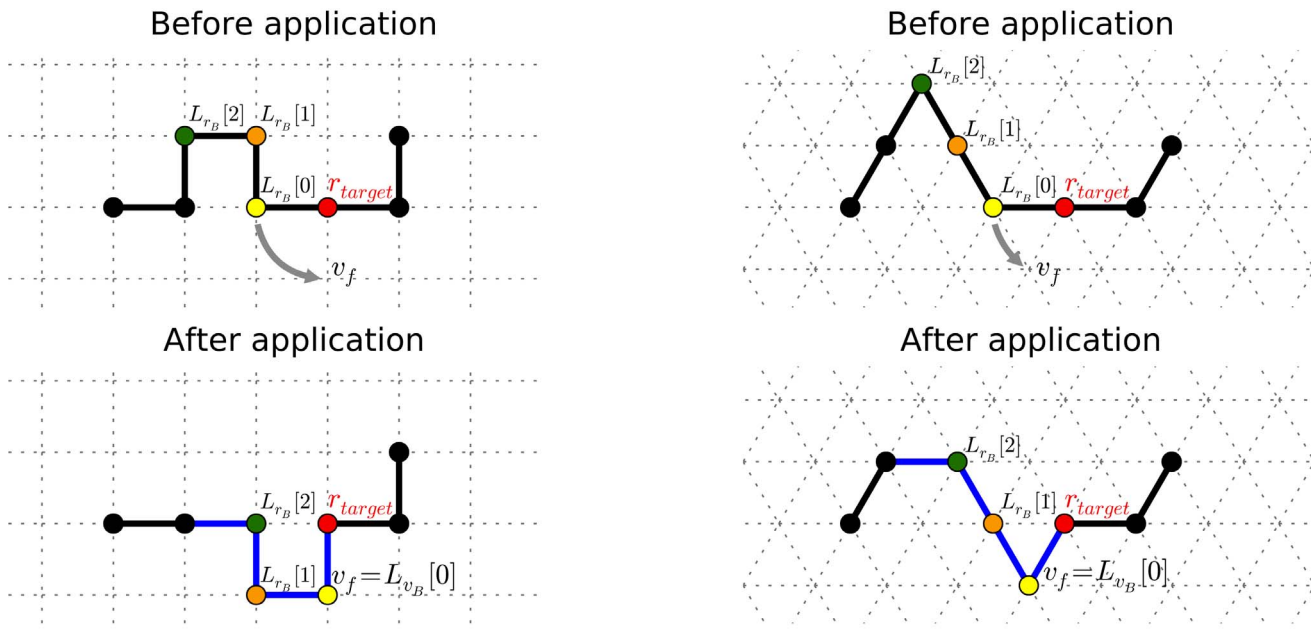 Before application
L_{r_B}[2] L_{r_B}[1]
L_{r_B}[0] r_{target}
v_f
Before application
L_{r_B}[2]
L_{r_B}[1]
L_{r_B}[0] r_{target}
v_f
After application
L_{r_B}[2] r_{target}
L_{r_B}[1] v_f=L_{v_B}[0]
After application
L_{r_B}[2]
L_{r_B}[1] r_{target}
v_f=L_{v_B}[0]